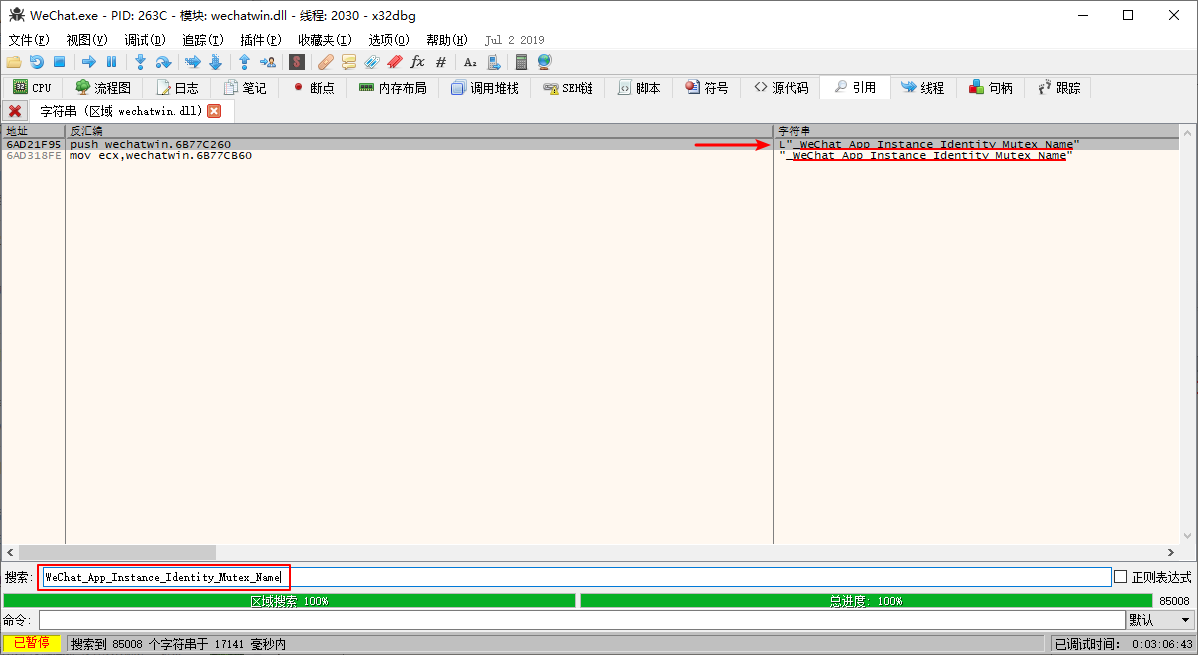 WeChat.exe - PID: 263C - 模块: wechatwin.dll - 线程: 2030 - x32dbg
文件(F) 视图(V) 调试(D) 追踪(T) 插件(P) 收藏夹(I) 选项(O) 帮助(H) Jul 2 2019
$ fx # A₂
CPU 流程图 日志 笔记 断点 内存布局 调用堆栈 SEH链 脚本 符号 源代码 引用 线程 句柄 跟踪
字符串 (区域 wechatwin.dll)
地址 反汇编 字符串
6AD21F95 push wechatwin.6B77C260 L"_WeChat_App_Instance_Identity_Mutex_Name"
6AD318FE mov ecx,wechatwin.6B77CB60 "_WeChat_App_Instance_Identity_Mutex_Name"
搜索: WeChat_App_Instance_Identity_Mutex_Name 正则表达式
区域搜索 100% 总进度: 100% 85008
命令: 默认
已暂停 搜索到 85008 个字符串于 17141 毫秒内 已调试时间: 0:03:06:43